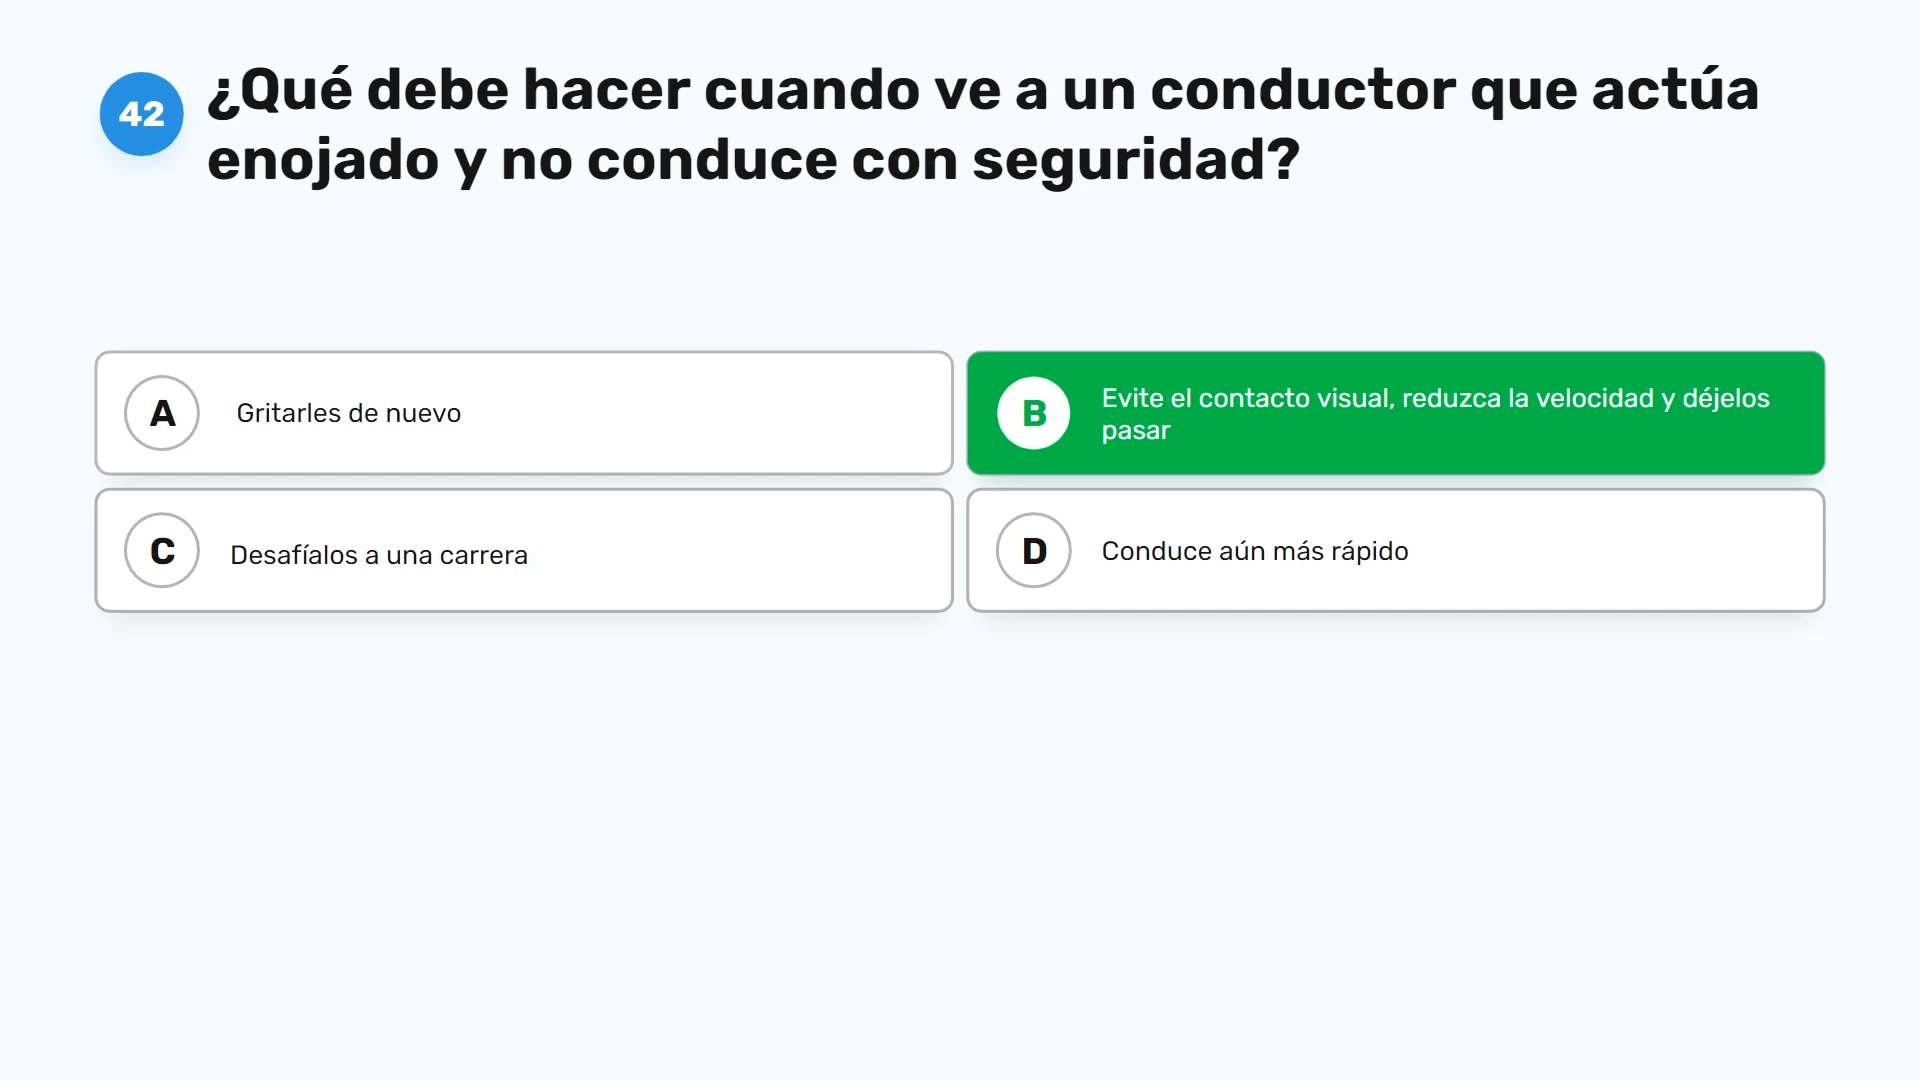 42
¿Qué debe hacer cuando ve a un conductor que actúa
enojado y no conduce con seguridad?
A
Gritarles de nuevo
B
Evite el contacto visual, reduzca la velocidad y déjelos
pasar
C
Desafíalos a una carrera
D
Conduce aún más rápido